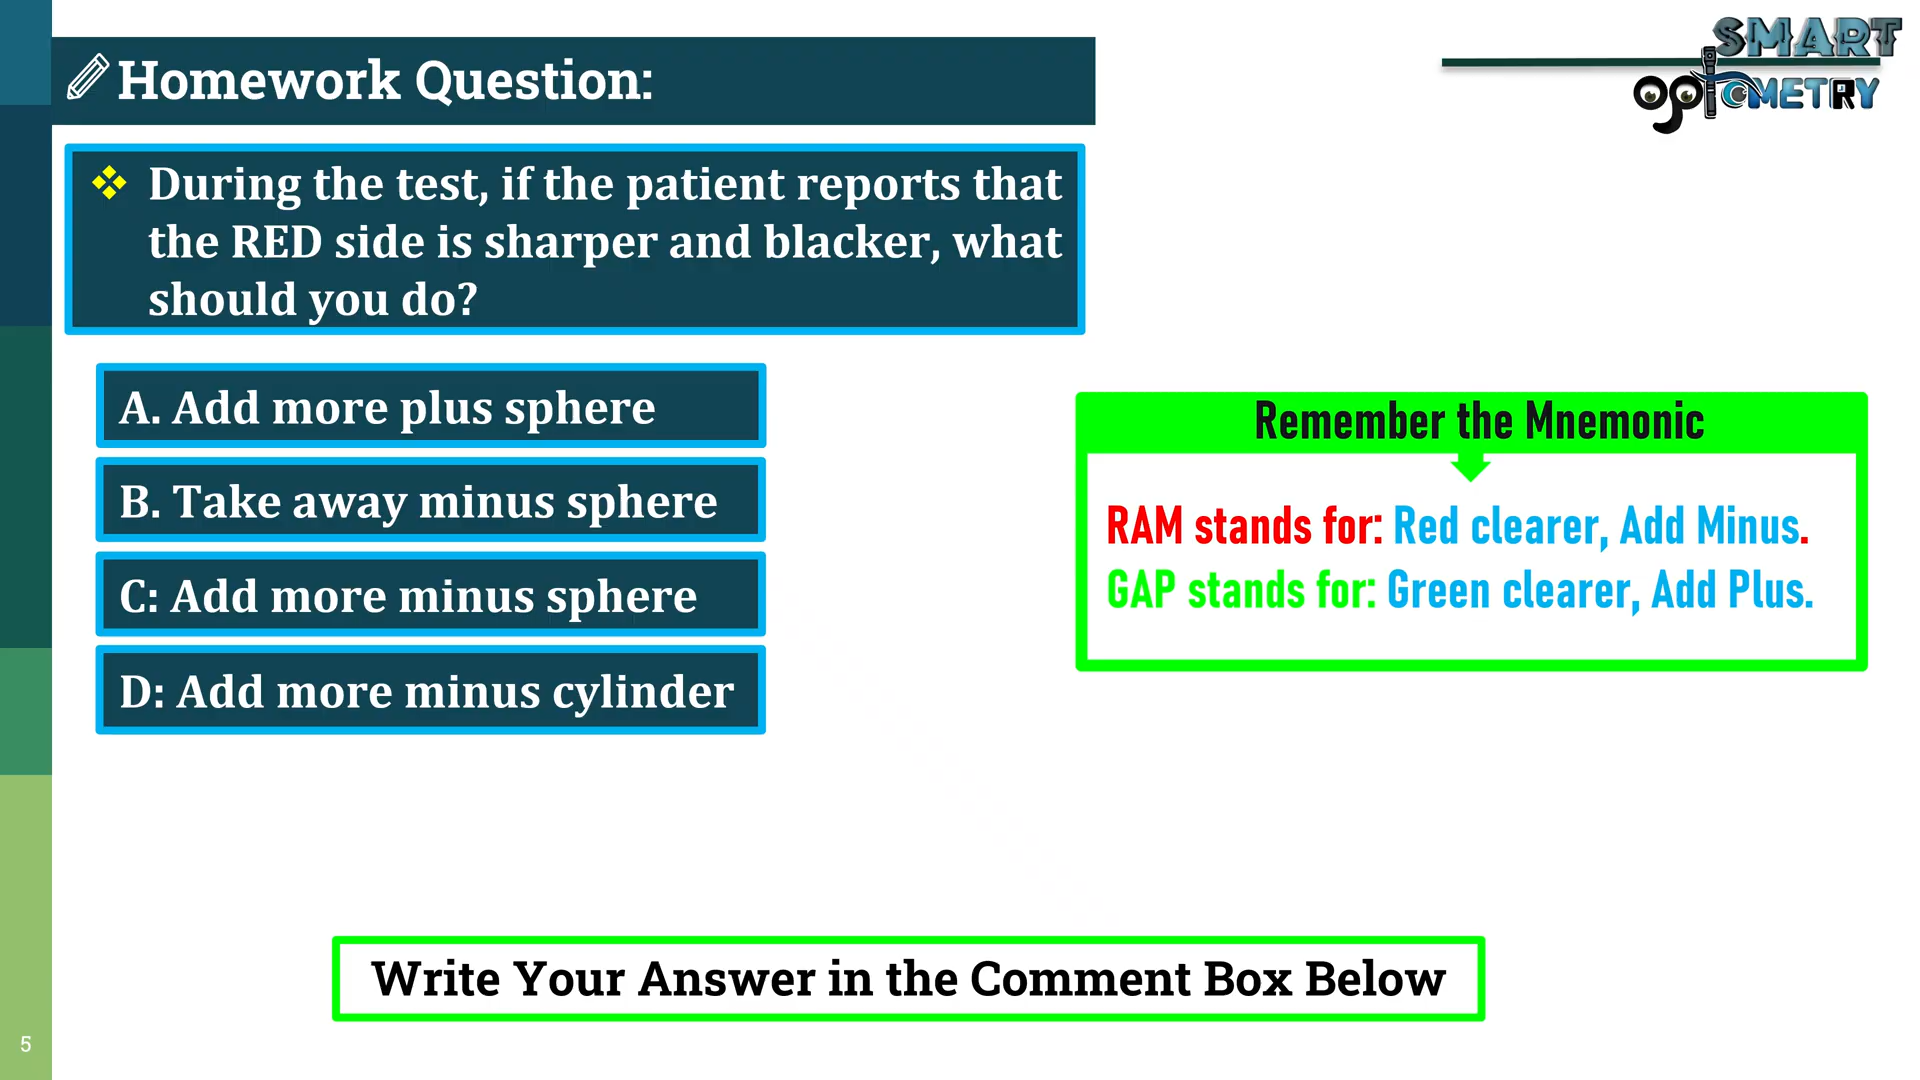 Homework Question:
SMART
OptOMETRY
During the test, if the patient reports that
the RED side is sharper and blacker, what
should you do?
A. Add more plus sphere
B. Take away minus sphere
C: Add more minus sphere
D: Add more minus cylinder
Remember the Mnemonic
RAM stands for: Red clearer, Add Minus.
GAP stands for: Green clearer, Add Plus.
Write Your Answer in the Comment Box Below
5